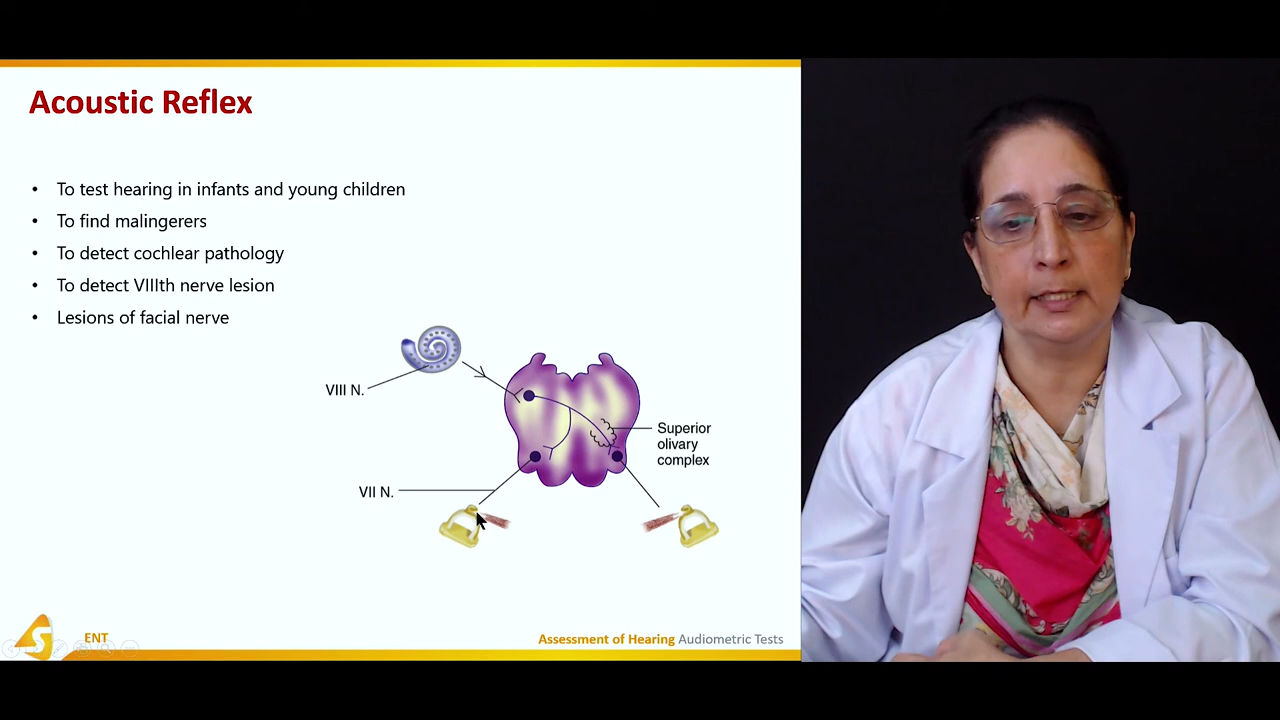 Acoustic Reflex
• To test hearing in infants and young children
• To find malingerers
• To detect cochlear pathology
• To detect VIIIth nerve lesion
• Lesions of facial nerve
VIII N.
Superior
olivary
complex
VII N.
S
ENT
Assessment of Hearing Audiometric Tests